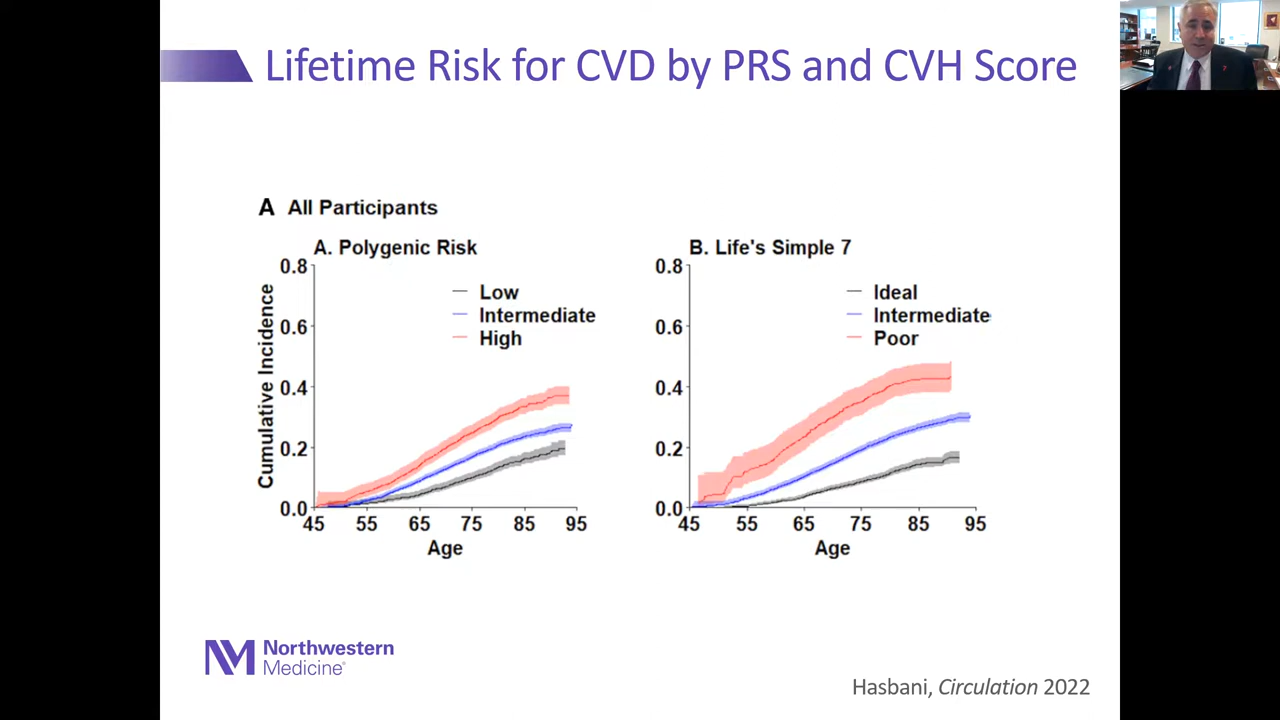 Lifetime Risk for CVD by PRS and CVH Score
A All Participants
A. Polygenic Risk
0.8
0.6
0.4
0.2
0.0
Cumulative Incidence
Low
Intermediate
High
45 55 65 75 85 95
Age
B. Life's Simple 7
0.8
0.6
0.4
0.2
0.0
Ideal
Intermediate
Poor
45 55 65 75 85 95
Age
NM Northwestern
Medicine®
Hasbani, Circulation 2022